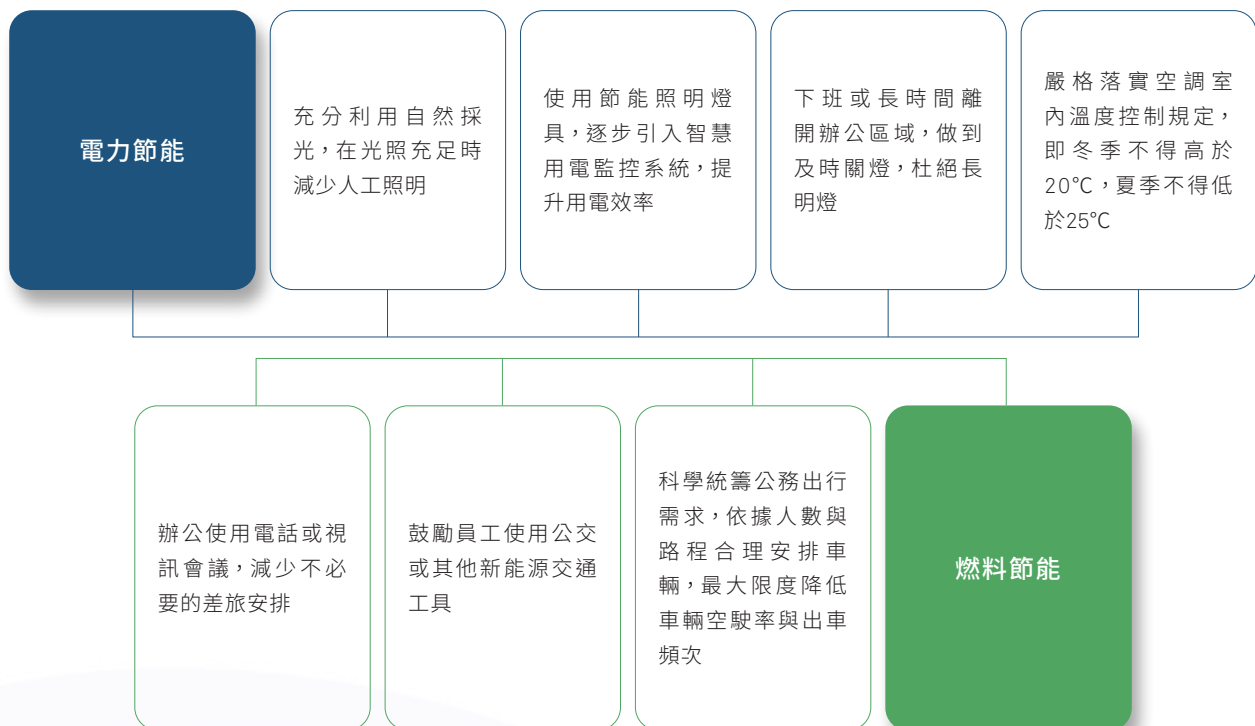 電力節能
充分利用自然採
光，在光照充足時
減少人工照明
使用節能照明燈
具，逐步引入智慧
用電監控系統，提
升用電效率
下班或長時間離
開辦公區域，做到
及時關燈，杜絕長
明燈
嚴格落實空調室
內溫度控制規定，
即冬季不得高於
20℃，夏季不得低
於25℃
辦公使用電話或視
訊會議，減少不必
要的差旅安排
鼓勵員工使用公交
或其他新能源交通
工具
科學統籌公務出行
需求，依據人數與
路程合理安排車
輛，最大限度降低
車輛空駛率與出車
頻次
燃料節能